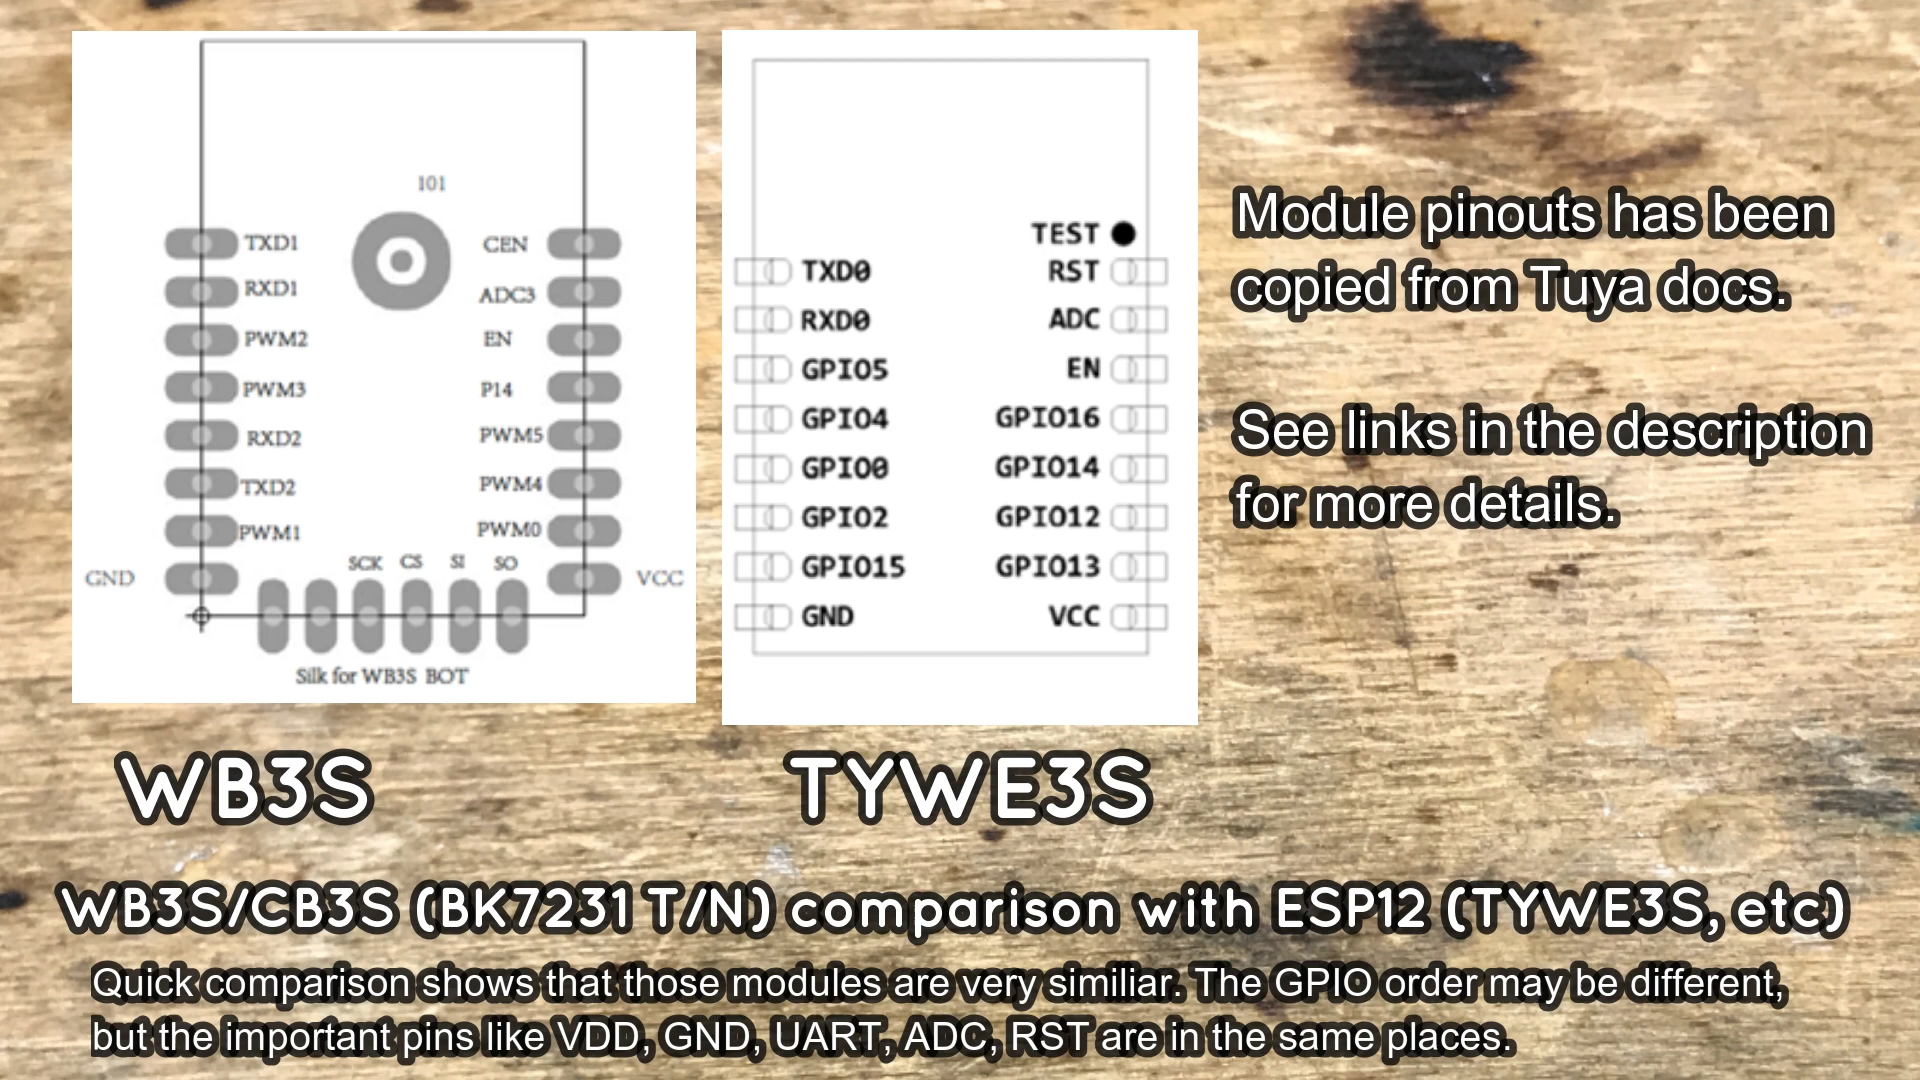 101
TXD1
RXD1
PWM2
PWM3
RXD2
TXD2
PWM1
GND
CEN
ADC3
EN
P14
PWM5
PWM4
PWM0
VCC
SCK CS SI SO
Silk for WB3S BOT
TEST
TXD0 RST
RXD0 ADC
GPIO5 EN
GPIO4 GPIO16
GPIO0 GPIO14
GPIO2 GPIO12
GPIO15 GPIO13
GND VCC
Module pinouts has been
copied from Tuya docs.
See links in the description
for more details.
WB3S
TYWE3S
WB3S/CB3S (BK7231 T/N) comparison with ESP12 (TYWE3S, etc)
Quick comparison shows that those modules are very similiar. The GPIO order may be different,
but the important pins like VDD, GND, UART, ADC, RST are in the same places.